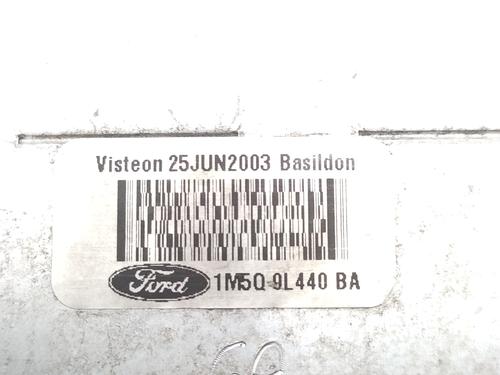 Visteon 25JUN2003 Basildon
Ford 1M5Q-9L440 BA